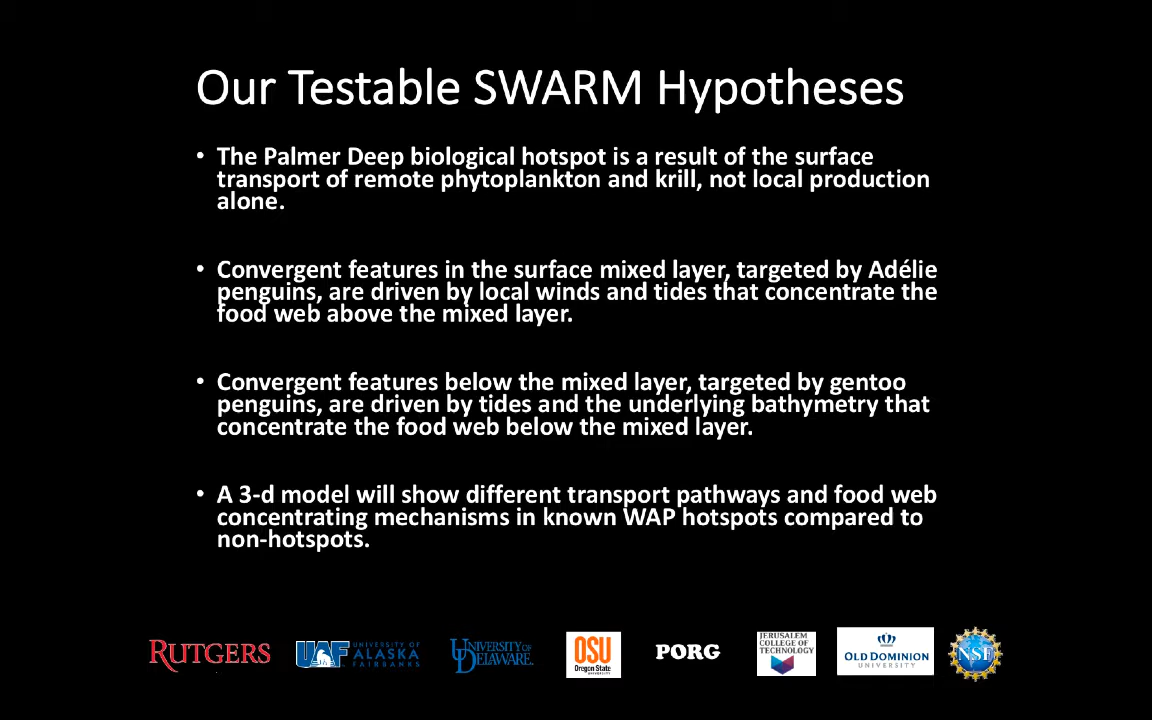 Our Testable SWARM Hypotheses
• The Palmer Deep biological hotspot is a result of the surface
transport of remote phytoplankton and krill, not local production
alone.
• Convergent features in the surface mixed layer, targeted by Adélie
penguins, are driven by local winds and tides that concentrate the
food web above the mixed layer.
• Convergent features below the mixed layer, targeted by gentoo
penguins, are driven by tides and the underlying bathymetry that
concentrate the food web below the mixed layer.
• A 3-d model will show different transport pathways and food web
concentrating mechanisms in known WAP hotspots compared to
non-hotspots.
RUTGERS
UAF
UNIVERSITY OF
ALASKA
FAIRBANKS
UD
UNIVERSITY OF
DELAWARE
OSU
Oregon State
UNIVERSITY
PORG
JERUSALEM
COLLEGE OF
TECHNOLOGY
OLD DOMINION
UNIVERSITY
NSF